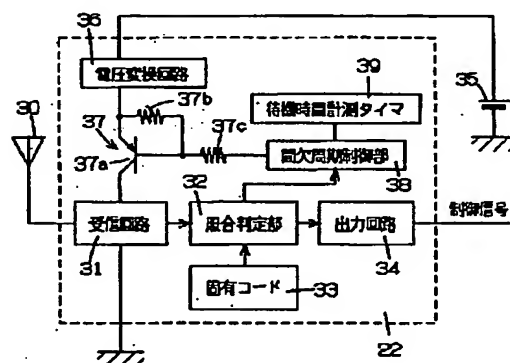 36
電圧変換回路
39
待機時間計測タイマ
35
37b
37
37c
37a
30
間欠周期制御部
38
32
受信回路
照合判定部
出力回路
制御信号
31
34
固有コード
33
22